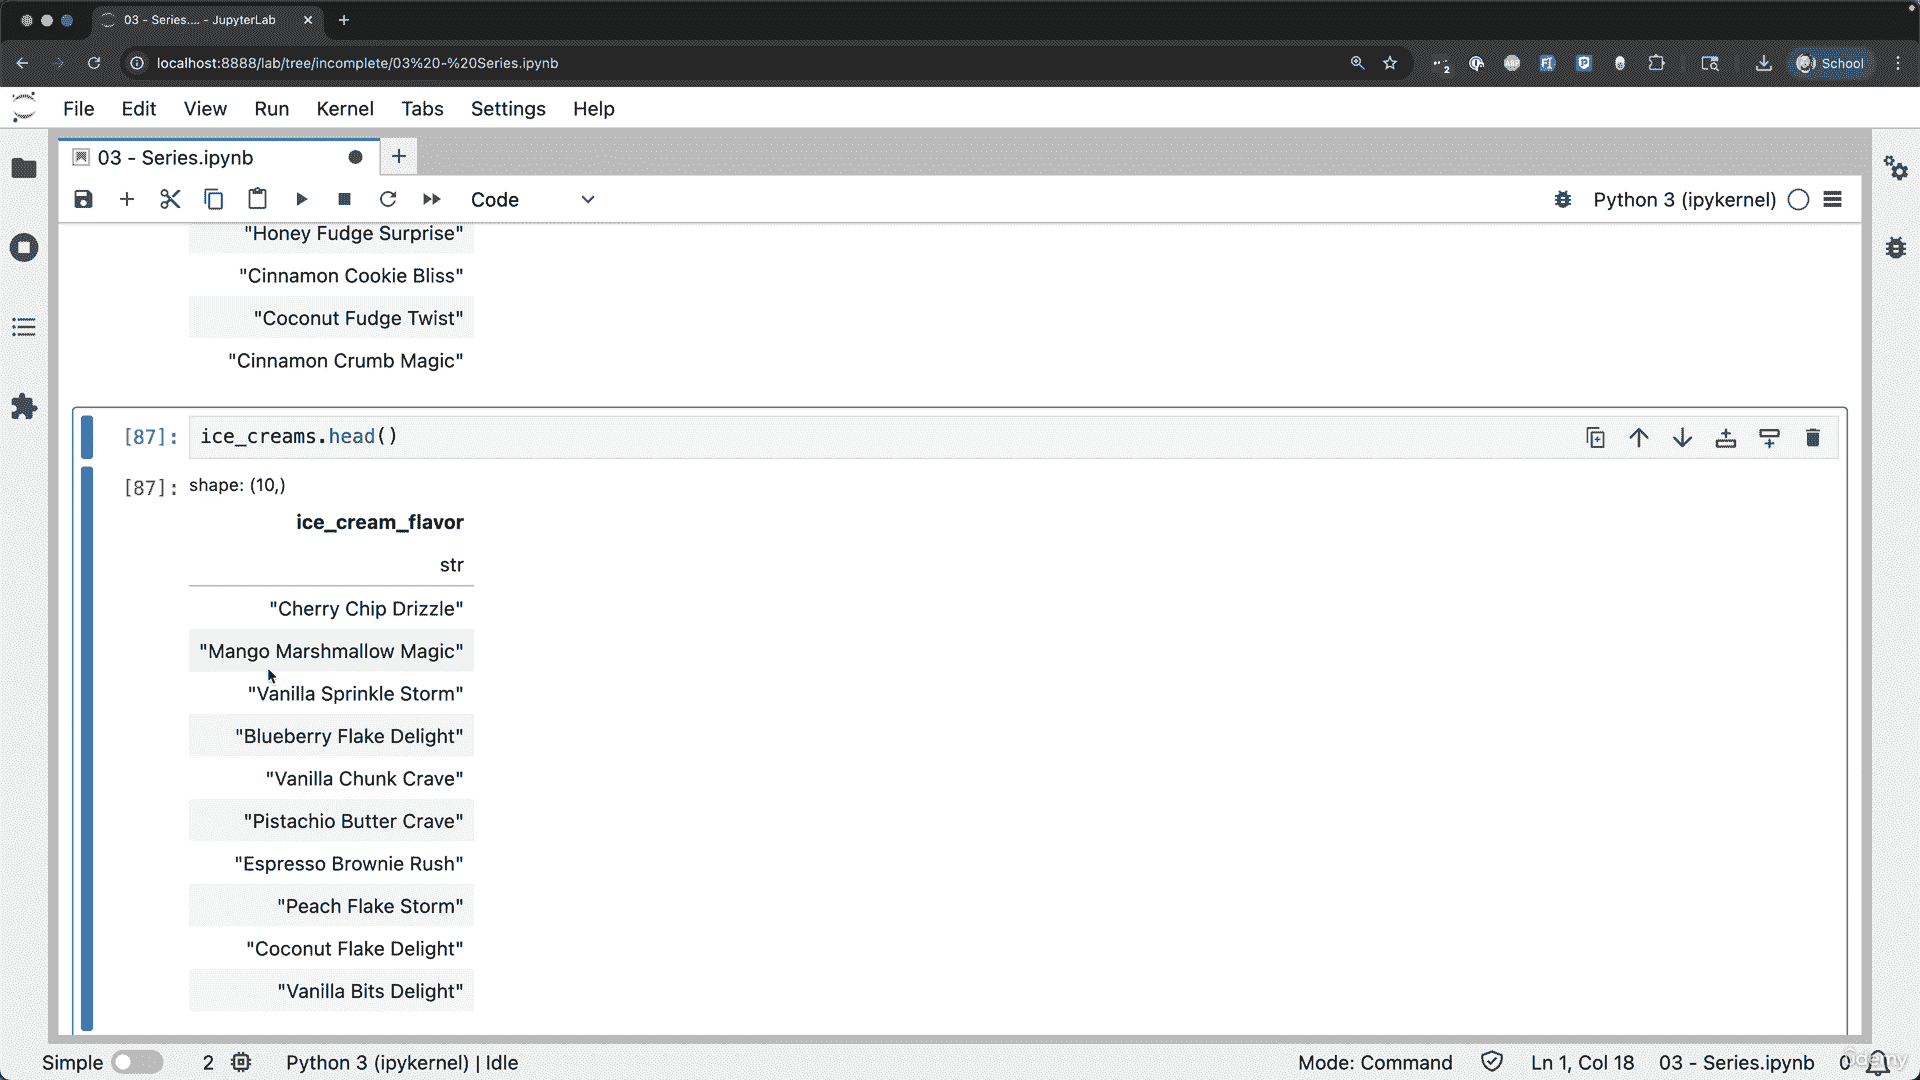 03 - Series.... - JupyterLab
localhost:8888/lab/tree/incomplete/03%20-%20Series.ipynb
2
ABP
School
File Edit View Run Kernel Tabs Settings Help
03 - Series.ipynb
Code
Python 3 (ipykernel)
"Honey Fudge Surprise"
"Cinnamon Cookie Bliss"
"Coconut Fudge Twist"
"Cinnamon Crumb Magic"
[87]: ice_creams.head()
[87]: shape: (10,)
ice_cream_flavor
str
"Cherry Chip Drizzle"
"Mango Marshmallow Magic"
"Vanilla Sprinkle Storm"
"Blueberry Flake Delight"
"Vanilla Chunk Crave"
"Pistachio Butter Crave"
"Espresso Brownie Rush"
"Peach Flake Storm"
"Coconut Flake Delight"
"Vanilla Bits Delight"
Simple 2 Python 3 (ipykernel) | Idle Mode: Command Ln 1, Col 18 03 - Series.ipynb 0
ûdemy